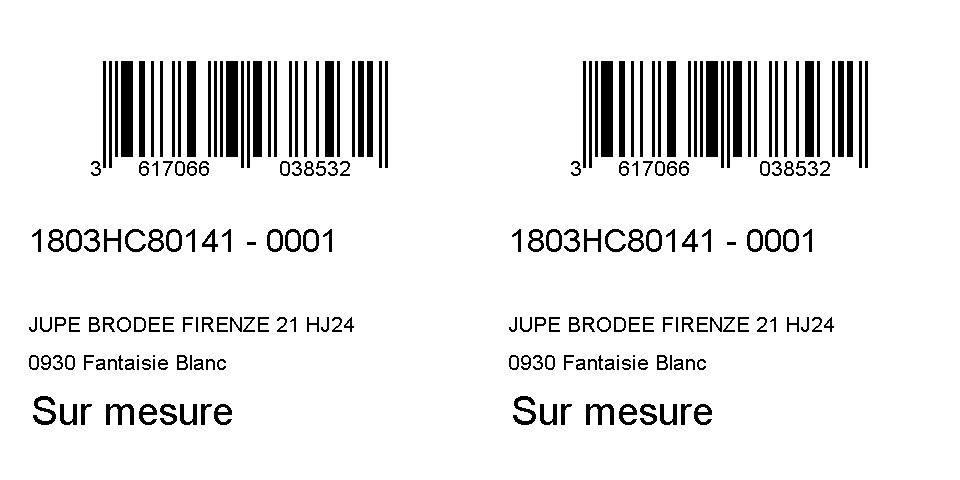 3 617066 038532
1803HC80141 - 0001
JUPE BRODEE FIRENZE 21 HJ24
0930 Fantaisie Blanc
Sur mesure
3 617066 038532
1803HC80141 - 0001
JUPE BRODEE FIRENZE 21 HJ24
0930 Fantaisie Blanc
Sur mesure